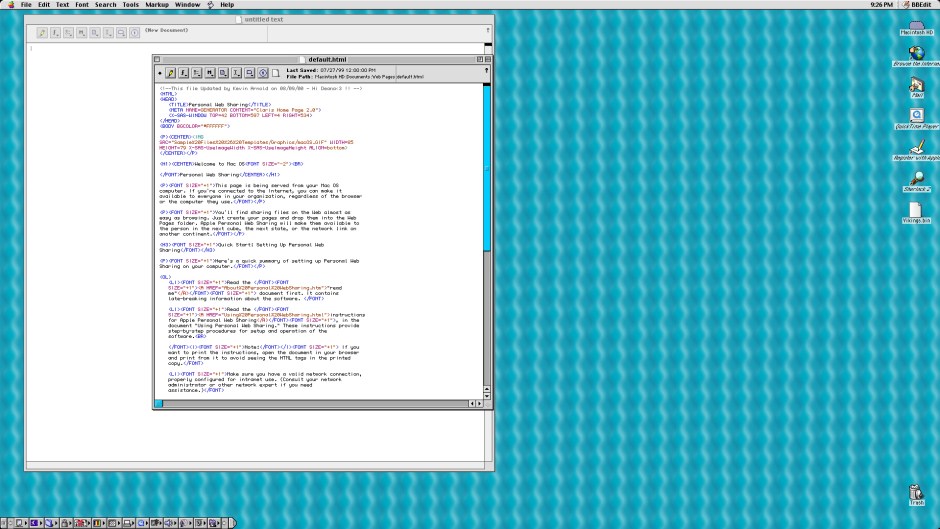 File Edit Text Font Search Tools Markup Window Help
9:26 PM BBEdit
untitled text
(New Document)
default.html
Last Saved: 07/27/99 12:00:00 PM
File Path: Macintosh HD:Documents:Web Pages:default.html
<!--This file Updated by Kevin Arnold on
<HTML>
<HEAD>
<TITLE>Personal Web Sharing</TITLE>
<META NAME=GENERATOR CONTENT="Claris Home Page 3.0">
<X-SAS-WINDOW TOP=42 BOTTOM=597 LEFT=4 RIGHT=534>
</HEAD>
<BODY BGCOLOR="#FFFFFF">
<P><CENTER><IMG
SRC="Sample%20Files%20%26%20Templates/Graphics/macOS.GIF" WIDTH=65
HEIGHT=79 X-SAS-UseImageWidth X-SAS-UseImageHeight ALIGN=bottom>
</CENTER></P>
<H1><CENTER>Welcome to Mac OS<FONT SIZE="-2"><BR>
</FONT>Personal Web Sharing</CENTER></H1>
<P><FONT SIZE="+1">This page is being served from your Mac OS
computer. If you're connected to the Internet, you can make it
available to everyone in your organization, regardless of the browser
or the computer they use.</FONT></P>
<P><FONT SIZE="+1">You'll find sharing files on the Web almost as
easy as browsing. Just create your pages and drop them into the Web
Pages folder. Apple Personal Web Sharing will make them available to
the person in the next cube, the next state, or the network link on
another continent.</FONT></P>
<H3><FONT SIZE="+1">Quick Start: Setting Up Personal Web
Sharing</FONT></H3>
<P><FONT SIZE="+1">Here's a quick summary of setting up Personal Web
Sharing on your computer.</FONT></P>
<OL>
<LI><FONT SIZE="+1">Read the </FONT><FONT
SIZE="+1"><A HREF="About%20Personal%20WebSharing.htm">"read
me"</A></FONT><FONT SIZE="+1"> document first. It contains
late-breaking information about the software. </FONT>
<LI><FONT SIZE="+1">Read the </FONT><FONT
SIZE="+1"><A HREF="Using%20Personal%20WebSharing.html">instructions
for Apple Personal Web Sharing</A></FONT><FONT SIZE="+1">, in the
document "Using Personal Web Sharing." These instructions provide
step-by-step procedures for setup and operation of the
software.<BR>
</FONT><I><FONT SIZE="+1">Note:</FONT></I><FONT SIZE="+1"> If you
want to print the instructions, open the document in your browser
and print from it to avoid seeing the HTML tags in the printed
copy.</FONT>
<LI><FONT SIZE="+1">Make sure you have a valid network connection,
properly configured for intranet use. (Consult your network
administrator or other network expert if you need
assistance.)</FONT>
Macintosh HD
Browse the Internet
Mail
QuickTime Player
Register with Apple
Sherlock 2
Vikings.bin
Trash